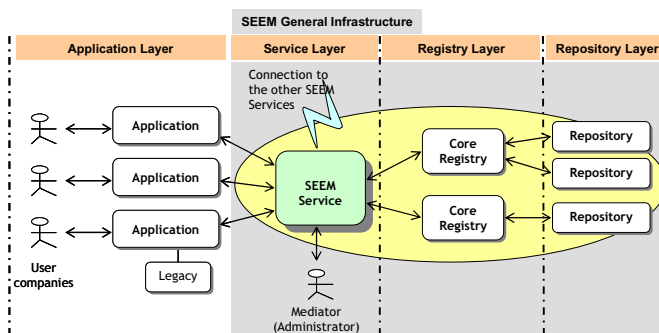 SEEM General Infrastructure
Application Layer
Service Layer
Registry Layer
Repository Layer
Connection to
the other SEEM
Services
Application
Application
Application
Legacy
User
companies
SEEM
Service
Mediator
(Administrator)
Core
Registry
Core
Registry
Repository
Repository
Repository